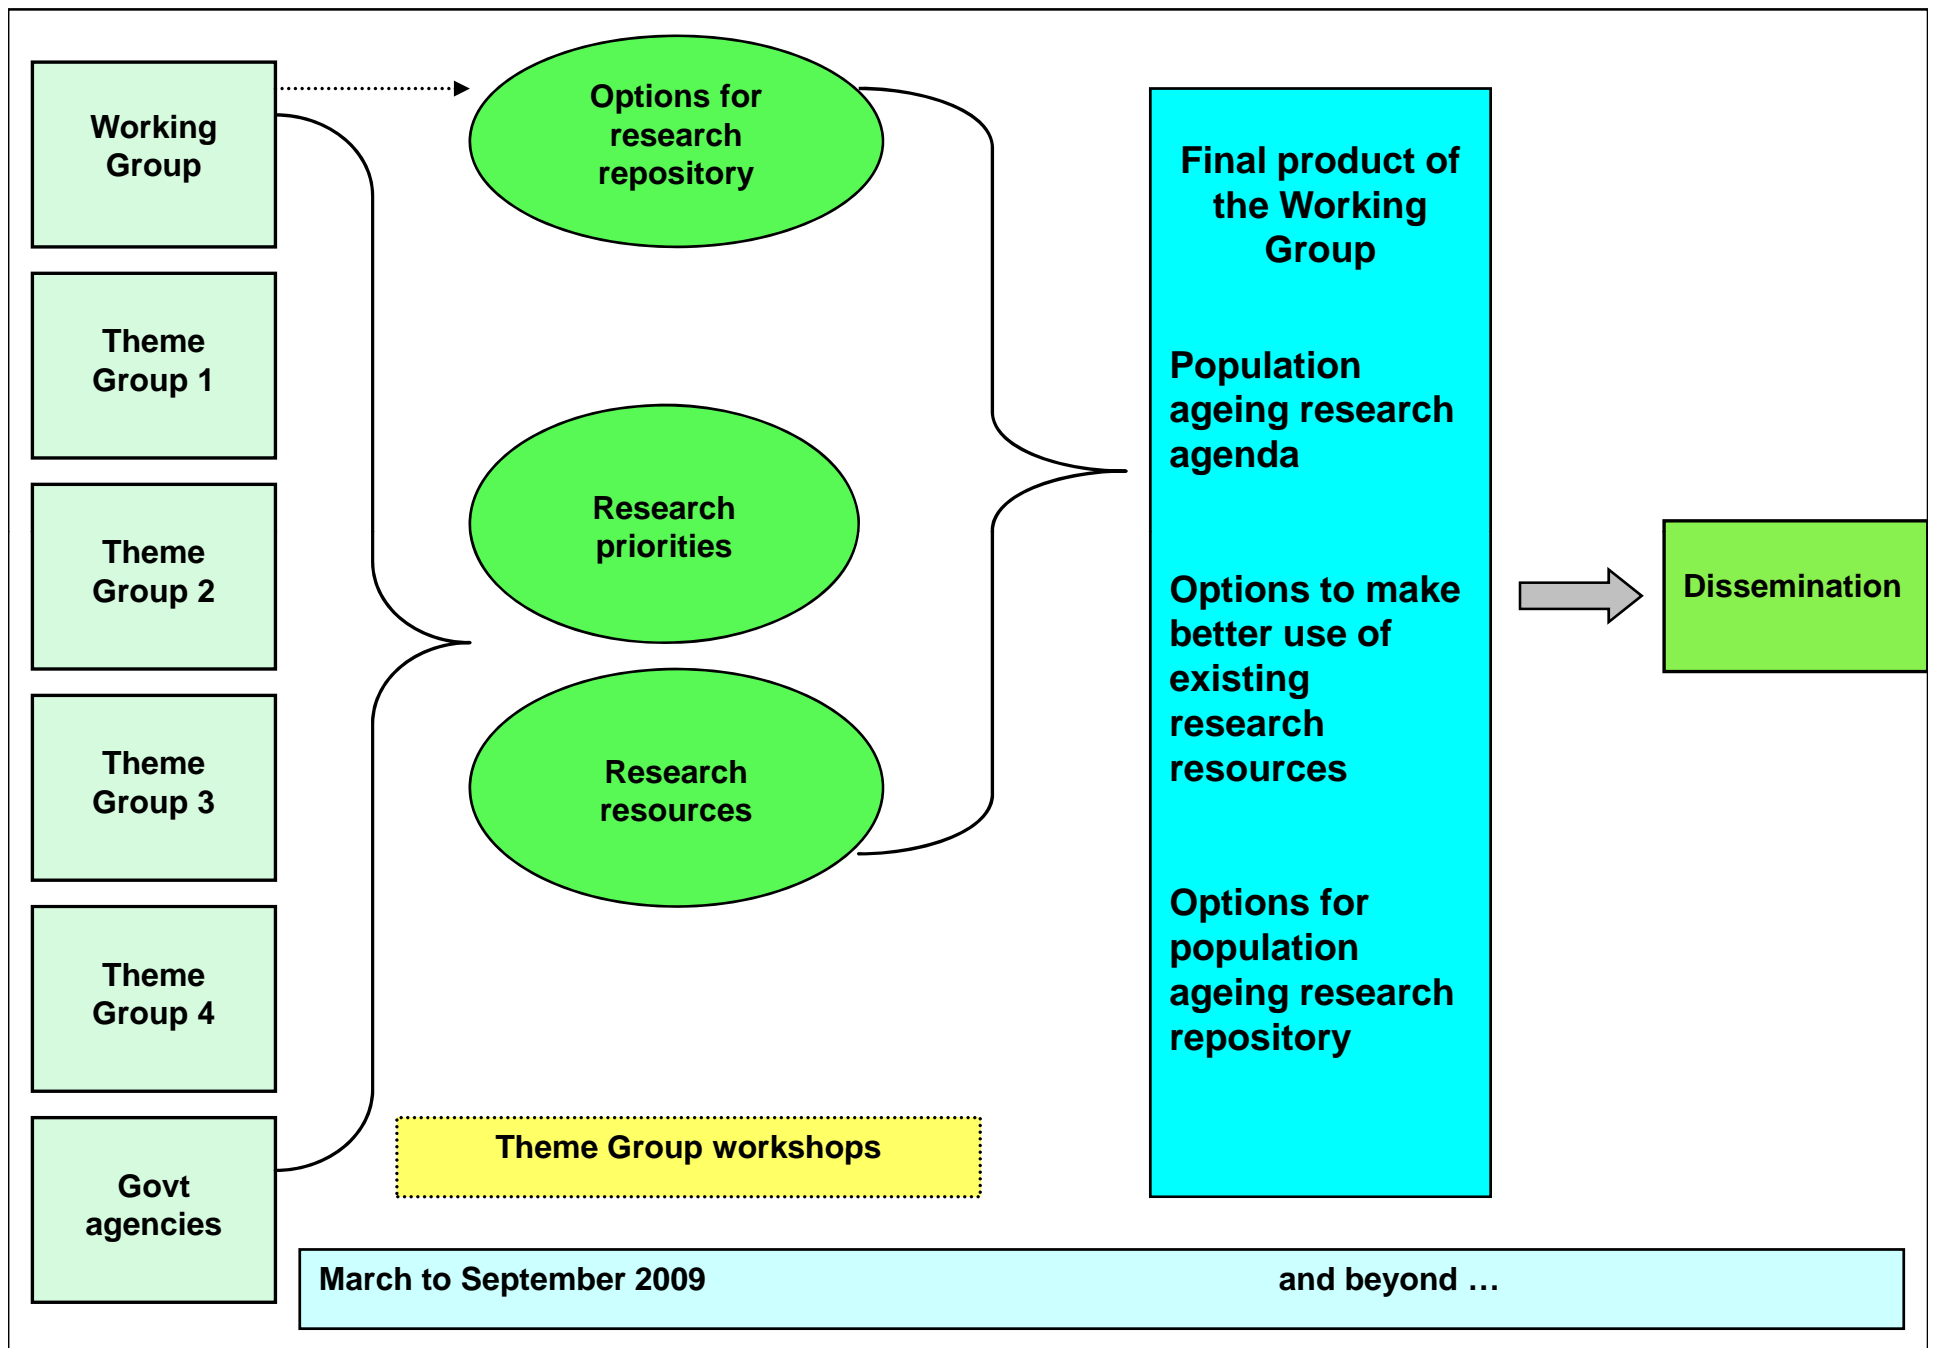 Working
Group
Theme
Group 1
Theme
Group 2
Theme
Group 3
Theme
Group 4
Govt
agencies
Options for
research
repository
Research
priorities
Research
resources
Theme Group workshops
Final product of
the Working
Group
Population
ageing research
agenda
Options to make
better use of
existing
research
resources
Options for
population
ageing research
repository
Dissemination
March to September 2009
and beyond …